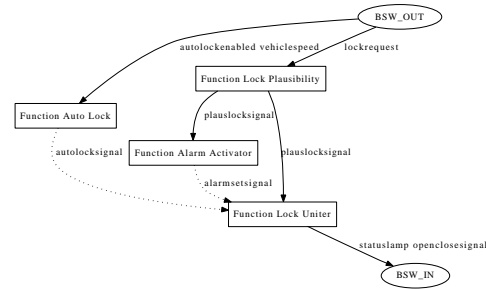 BSW_OUT
autolockenabled vehiclespeed
lockrequest
Function Lock Plausibility
plauslocksignal
Function Auto Lock
autolocksignal
Function Alarm Activator
plauslocksignal
alarmsetsignal
Function Lock Uniter
statuslamp openclosesignal
BSW_IN